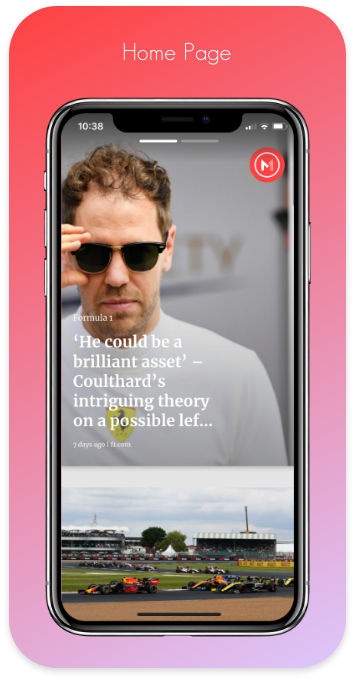 Home Page
10:38
Formula 1
‘He could be a
brilliant asset’ –
Coulthard’s
intriguing theory
on a possible lef...
7 days ago | f1.com